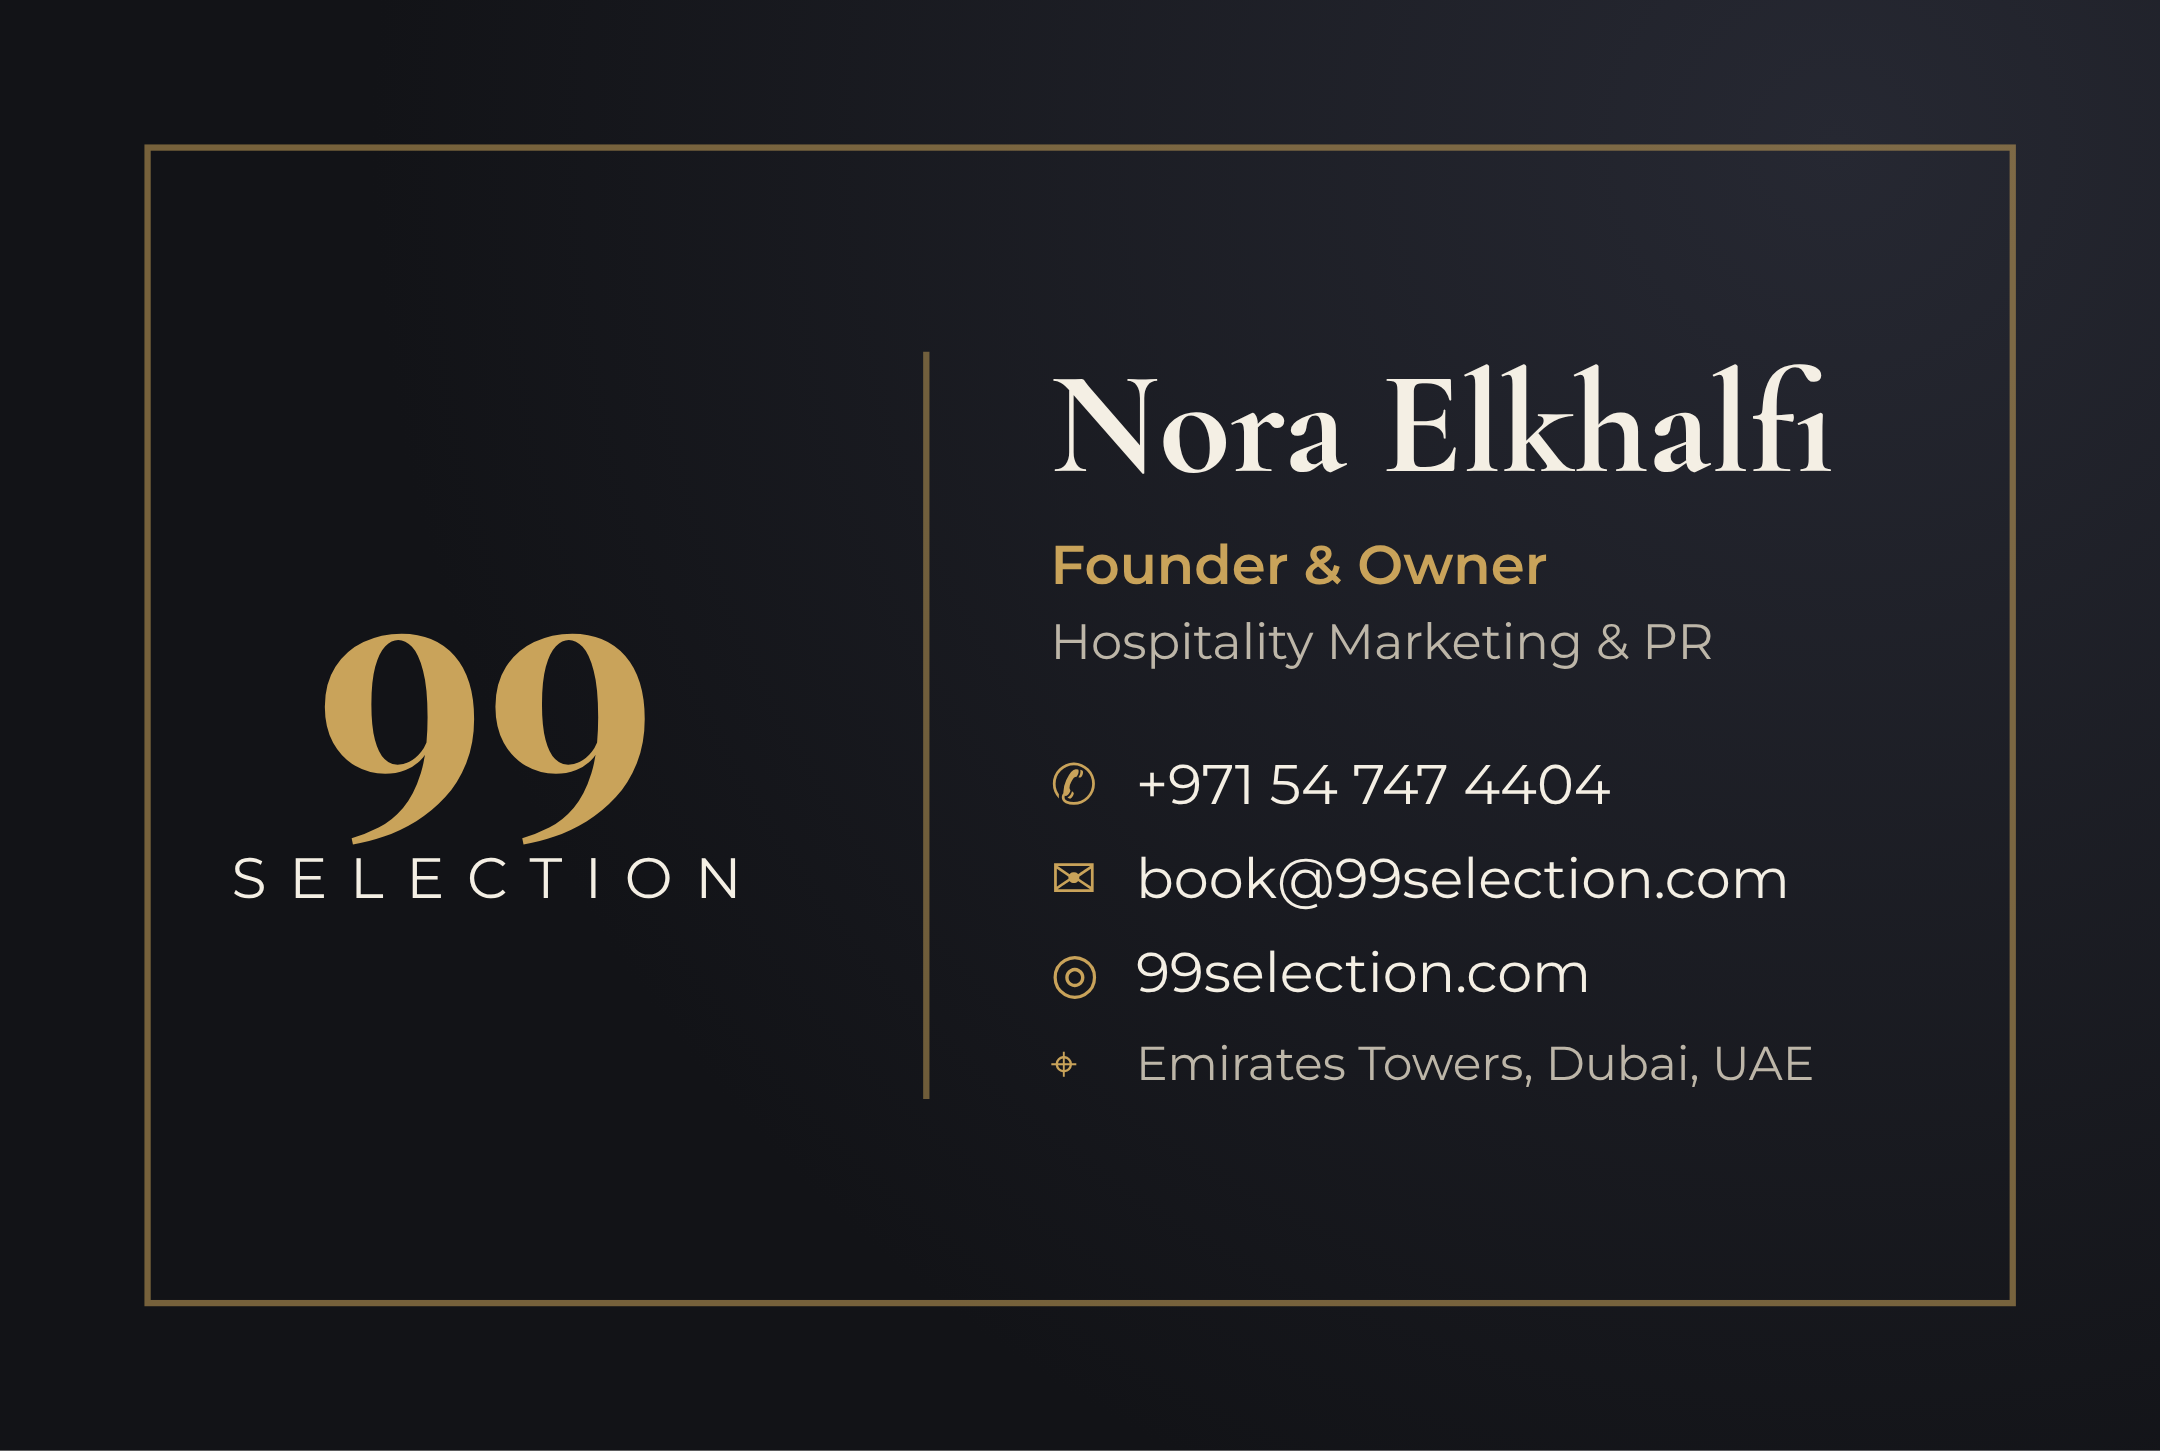 99
SELECTION
Nora Elkhalfi
Founder & Owner
Hospitality Marketing & PR
+971 54 747 4404
book@99selection.com
99selection.com
Emirates Towers, Dubai, UAE